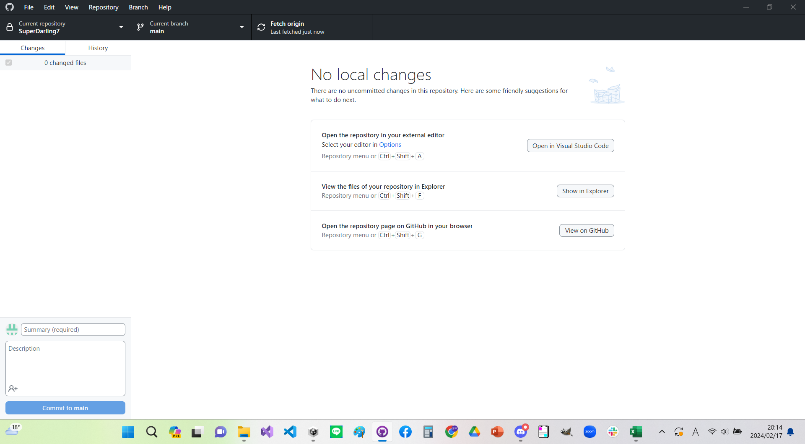 File Edit View Repository Branch Help
Current repository
SuperDarling7
Current branch
main
Fetch origin
Last fetched just now
Changes History
0 changed files
No local changes
There are no uncommitted changes in this repository. Here are some friendly suggestions for
what to do next.
Open the repository in your external editor
Select your editor in Options
Repository menu or Ctrl + Shift + A
Open in Visual Studio Code
View the files of your repository in Explorer
Repository menu or Ctrl + Shift + F
Show in Explorer
Open the repository page on GitHub in your browser
Repository menu or Ctrl + Shift + G
View on GitHub
Summary (required)
Description
Commit to main
18°
A
20:14
2024/02/17